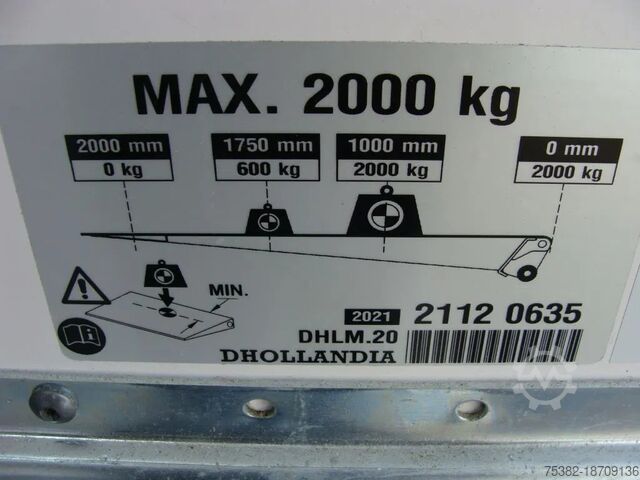 MAX. 2000 kg
2000 mm 1750 mm 1000 mm 0 mm
0 kg 600 kg 2000 kg 2000 kg
MIN.
2021 2112 0635
DHLM.20
DHOLLANDIA
75382-18709136